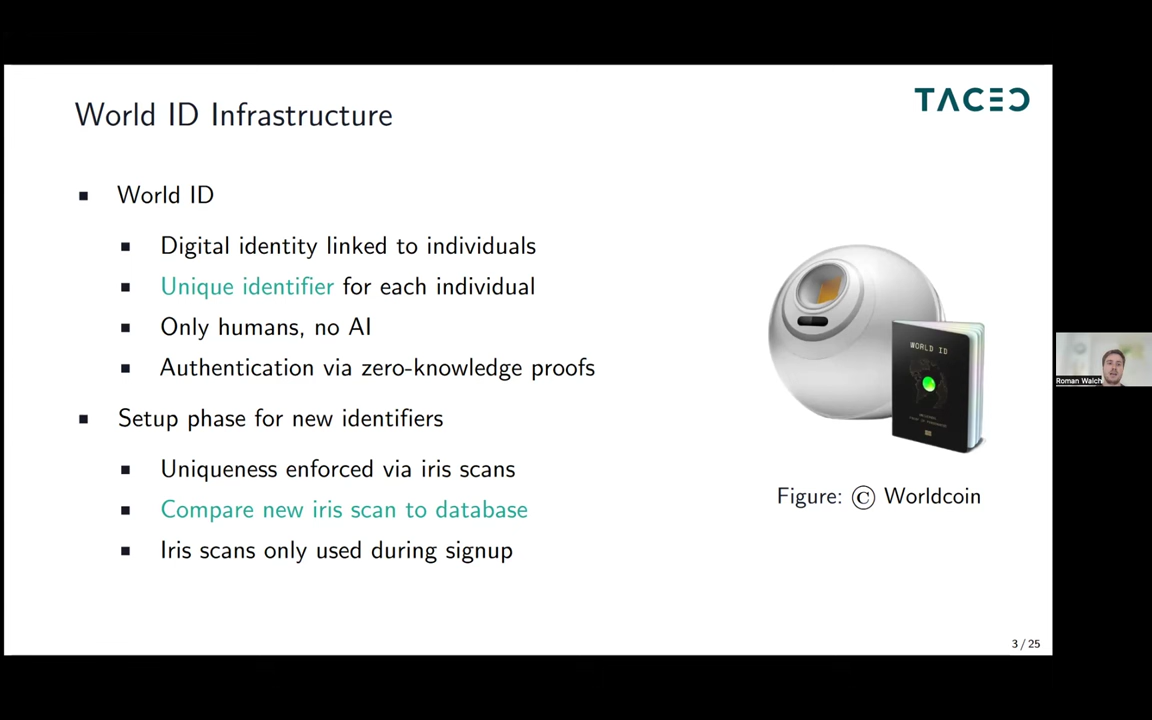 World ID Infrastructure
TACEO
World ID
Digital identity linked to individuals
Unique identifier for each individual
Only humans, no AI
Authentication via zero-knowledge proofs
Setup phase for new identifiers
Uniqueness enforced via iris scans
Compare new iris scan to database
Iris scans only used during signup
WORLD ID
Figure: © Worldcoin
Roman Walch
3 / 25